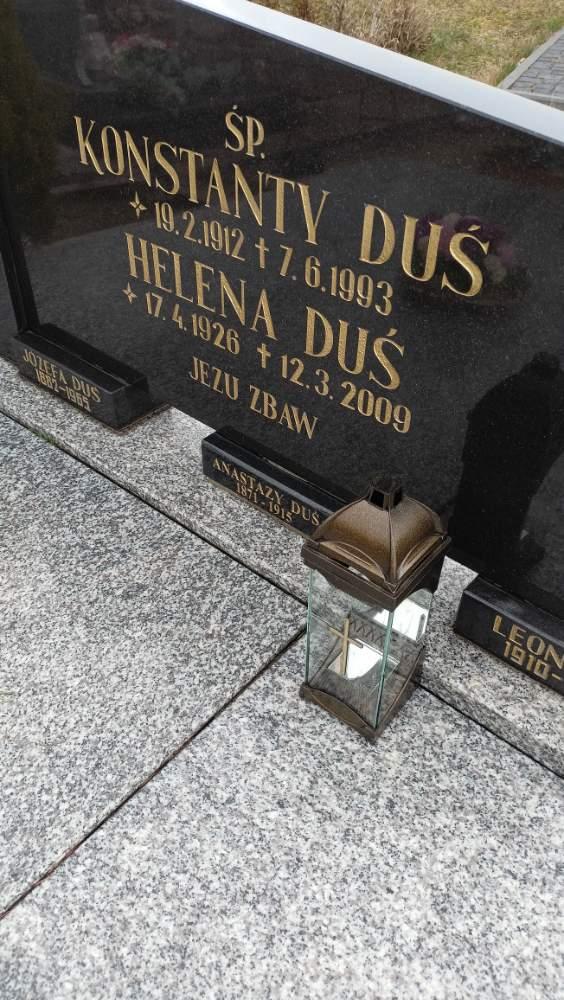 ŚP.
KONSTANTY DUŚ
19.2.1912 † 7.6.1993
HELENA DUŚ
17.4.1926 † 12.3.2009
JEZU ZBAW
JÓZEFA DUŚ
ANASTAZY DUŚ
1871-1915
LEON
1910-